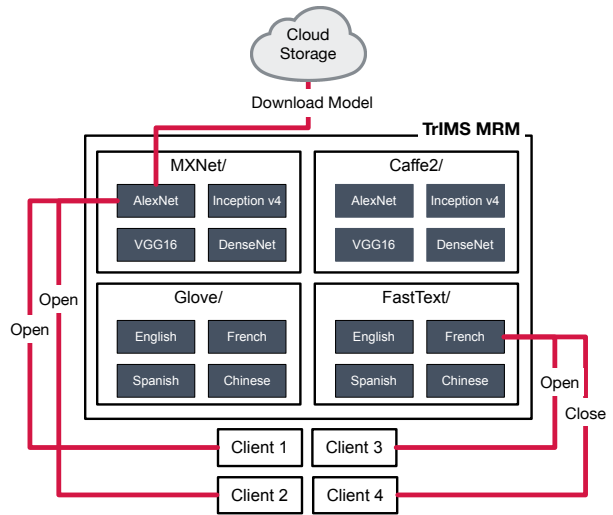 Cloud
Storage
Download Model
TrIMS MRM
MXNet/
AlexNet
Inception v4
VGG16
DenseNet
Caffe2/
AlexNet
Inception v4
VGG16
DenseNet
Glove/
English
French
Spanish
Chinese
FastText/
English
French
Spanish
Chinese
Open
Open
Open
Close
Client 1
Client 3
Client 2
Client 4